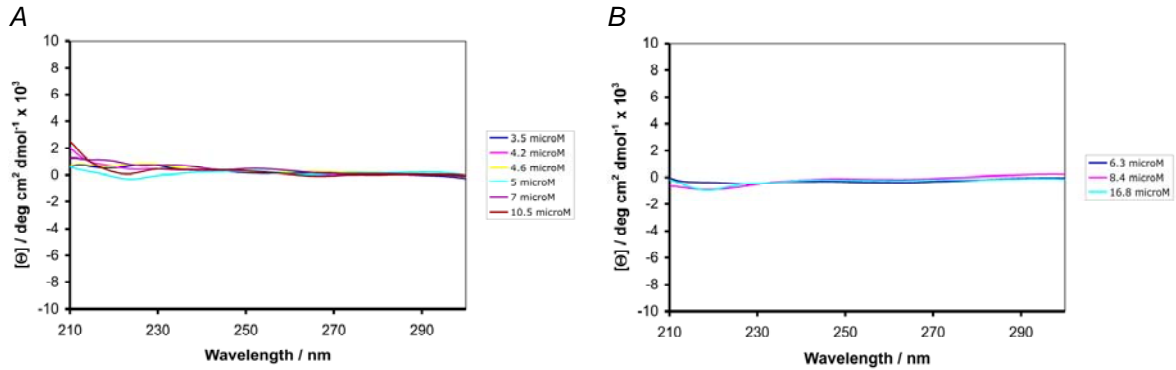 A
10
8
6
4
2
0
-2
-4
-6
-8
-10
[Θ] / deg cm² dmol⁻¹ x 10³
210 230 250 270 290
Wavelength / nm
3.5 microM
4.2 microM
4.6 microM
5 microM
7 microM
10.5 microM
B
10
8
6
4
2
0
-2
-4
-6
-8
-10
[Θ] / deg cm² dmol⁻¹ x 10³
210 230 250 270 290
Wavelength / nm
6.3 microM
8.4 microM
16.8 microM